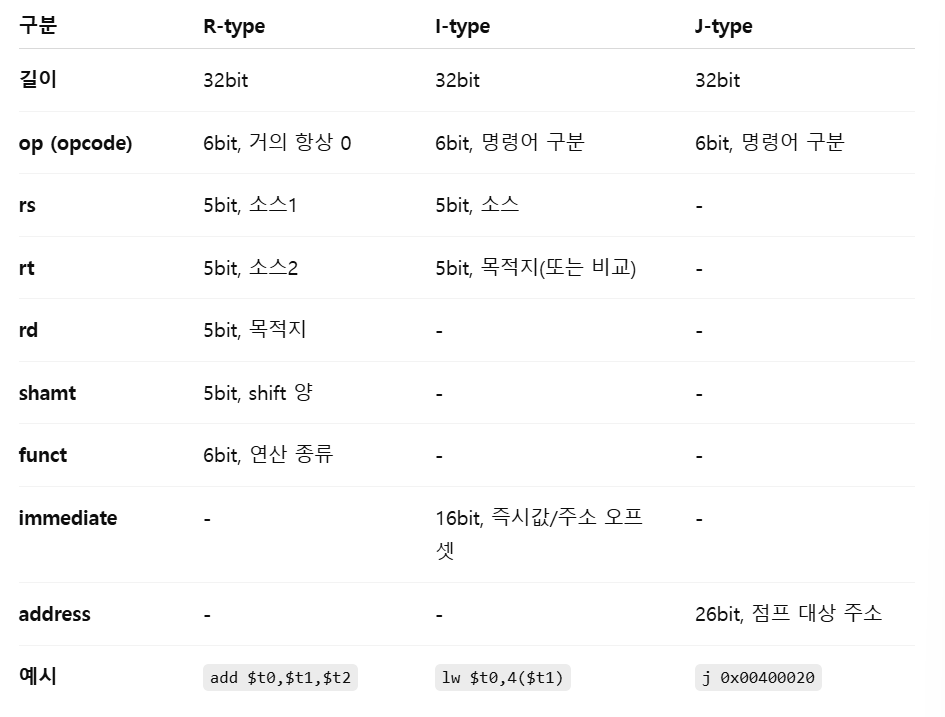 구분 R-type I-type J-type
길이 32bit 32bit 32bit
op (opcode) 6bit, 거의 항상 0 6bit, 명령어 구분 6bit, 명령어 구분
rs 5bit, 소스1 5bit, 소스 -
rt 5bit, 소스2 5bit, 목적지(또는 비교) -
rd 5bit, 목적지 - -
shamt 5bit, shift 양 - -
funct 6bit, 연산 종류 - -
immediate - 16bit, 즉시값/주소 오프 -
셋
address - - 26bit, 점프 대상 주소
예시 add $t0,$t1,$t2 lw $t0,4($t1) j 0x00400020